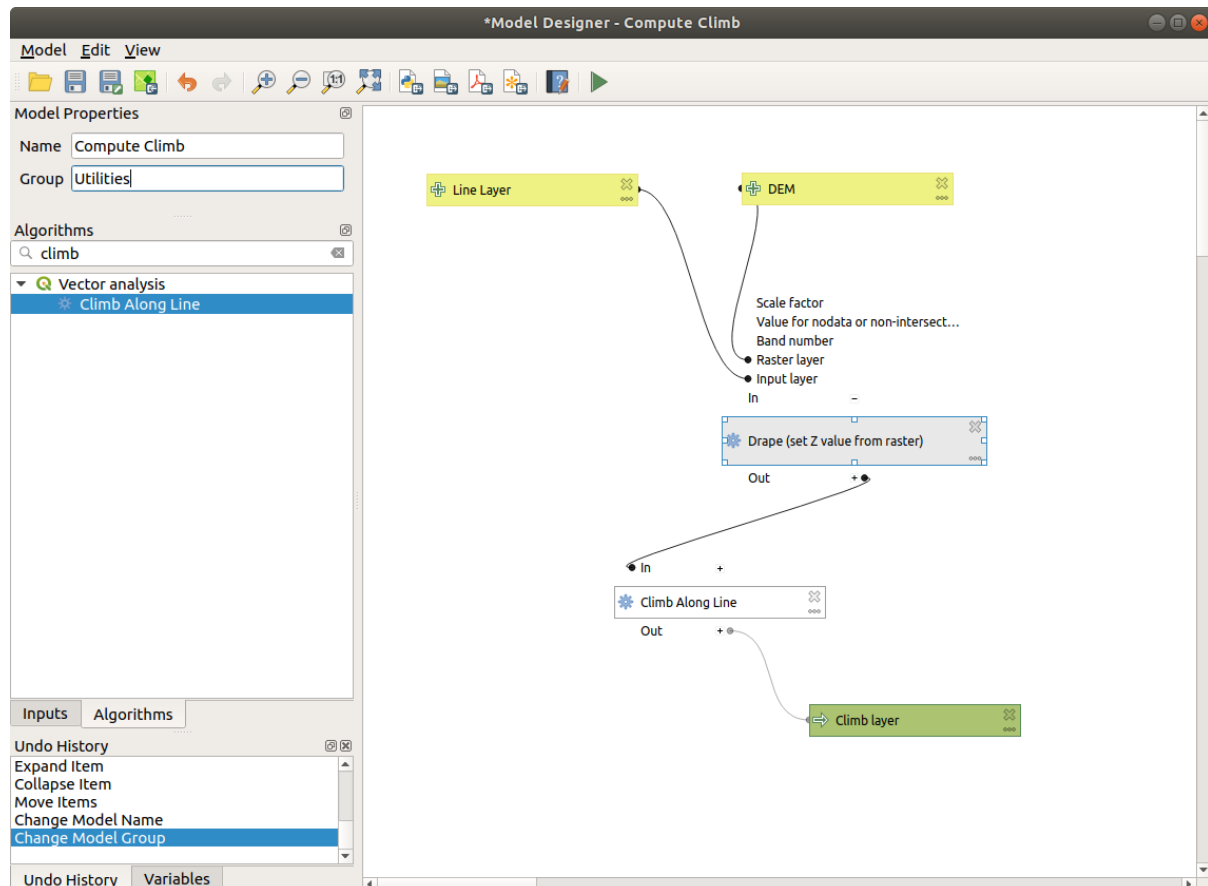 *Model Designer - Compute Climb
Model Edit View
1:1
Model Properties
Name Compute Climb
Group Utilities
Algorithms
climb
Vector analysis
Climb Along Line
Inputs Algorithms
Undo History
Expand Item
Collapse Item
Move Items
Change Model Name
Change Model Group
Undo History Variables
Line Layer
DEM
Scale factor
Value for nodata or non-intersect...
Band number
Raster layer
Input layer
In −
Drape (set Z value from raster)
Out +
In +
Climb Along Line
Out +
Climb layer